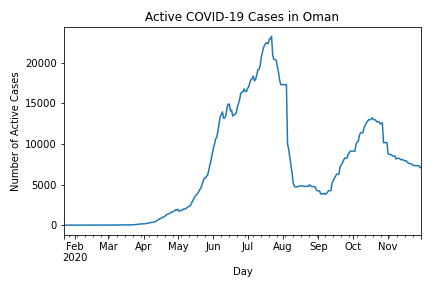 Active COVID-19 Cases in Oman
Number of Active Cases
20000
15000
10000
5000
0
Feb Mar Apr May Jun Jul Aug Sep Oct Nov
2020
Day